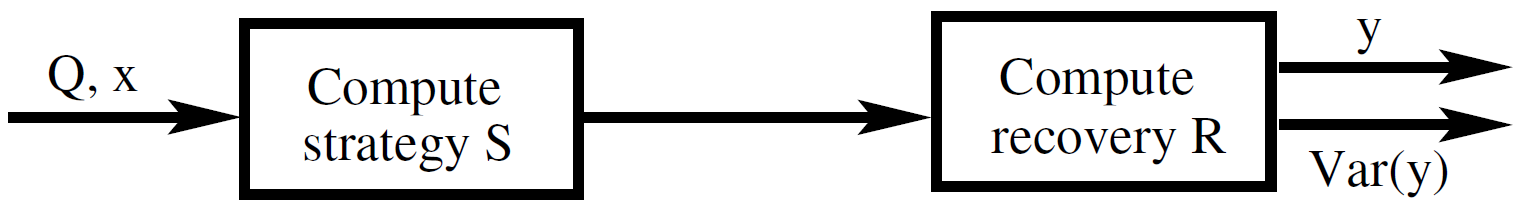 Q, x
Compute
strategy S
Compute
recovery R
y
Var(y)